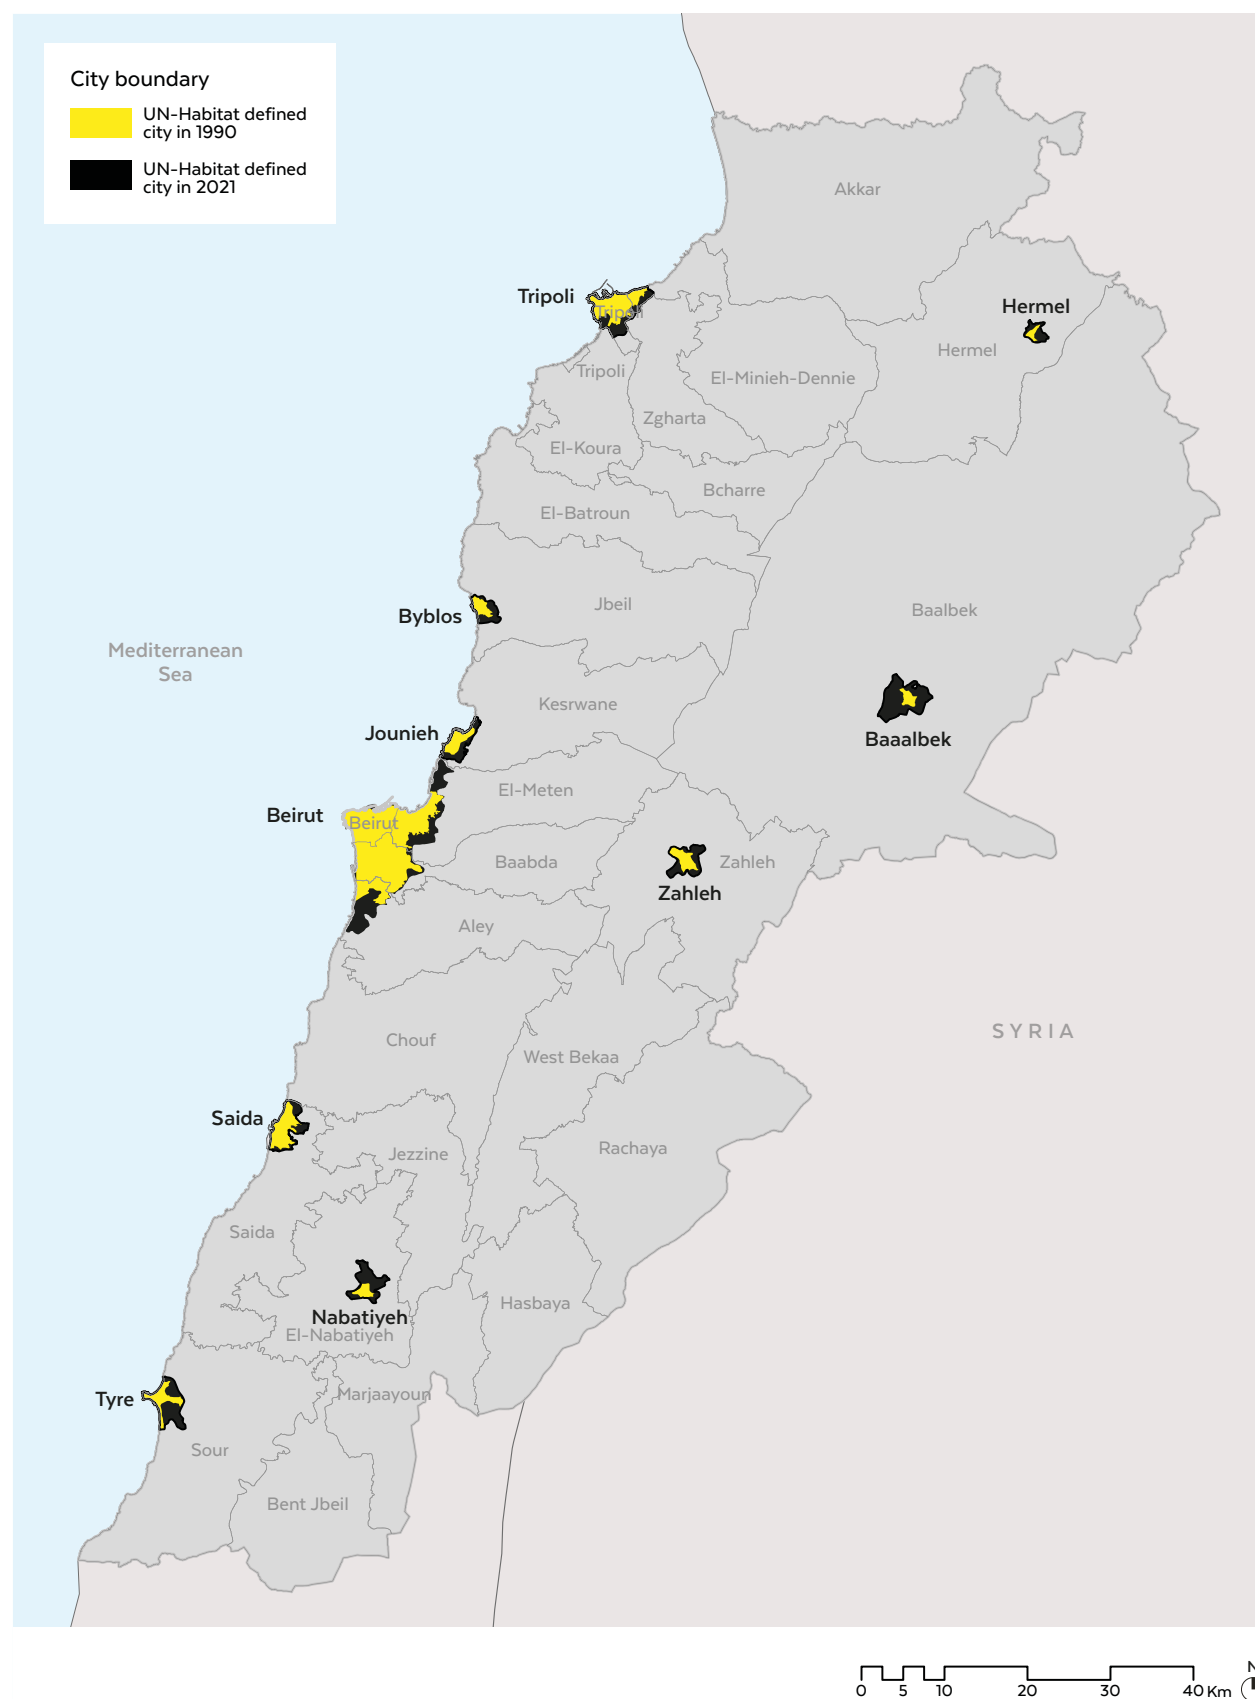 City boundary
UN-Habitat defined
city in 1990
UN-Habitat defined
city in 2021
Akkar
Tripoli
Tripoli
Hermel
Hermel
Tripoli
El-Minieh-Dennie
Zgharta
El-Koura
Bcharre
El-Batroun
Byblos
Jbeil
Baalbek
Mediterranean
Sea
Kesrwane
Jounieh
Baaalbek
El-Meten
Beirut
Beirut
Baabda
Zahleh
Zahleh
Aley
SYRIA
Chouf
West Bekaa
Saida
Jezzine
Rachaya
Saida
Hasbaya
Nabatiyeh
El-Nabatiyeh
Marjaayoun
Tyre
Sour
Bent Jbeil
0 5 10 20 30 40 Km
N